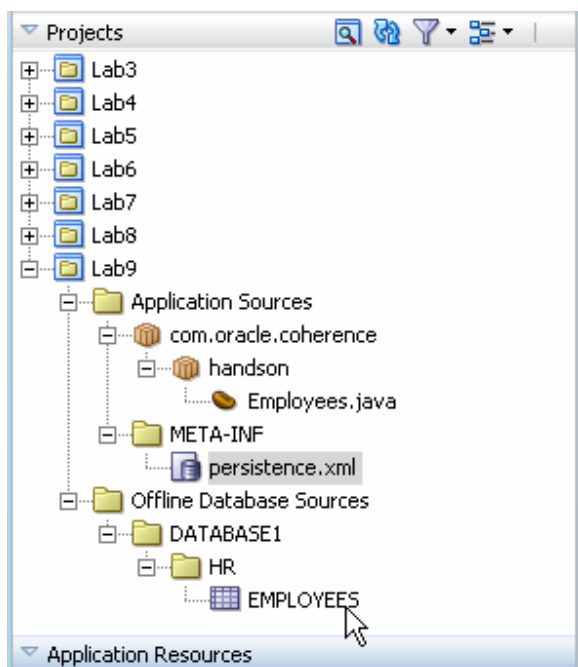 Projects
Lab3
Lab4
Lab5
Lab6
Lab7
Lab8
Lab9
Application Sources
com.oracle.coherence
handson
Employees.java
META-INF
persistence.xml
Offline Database Sources
DATABASE1
HR
EMPLOYEES
Application Resources